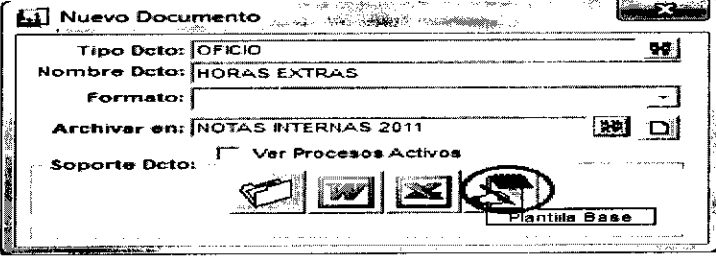 Nuevo Documento
Tipo Dcto: OFICIO
Nombre Dcto: HORAS EXTRAS
Formato:
Archivar en: NOTAS INTERNAS 2011
Soporte Dcto: Ver Procesos Activos
Plantilla Base